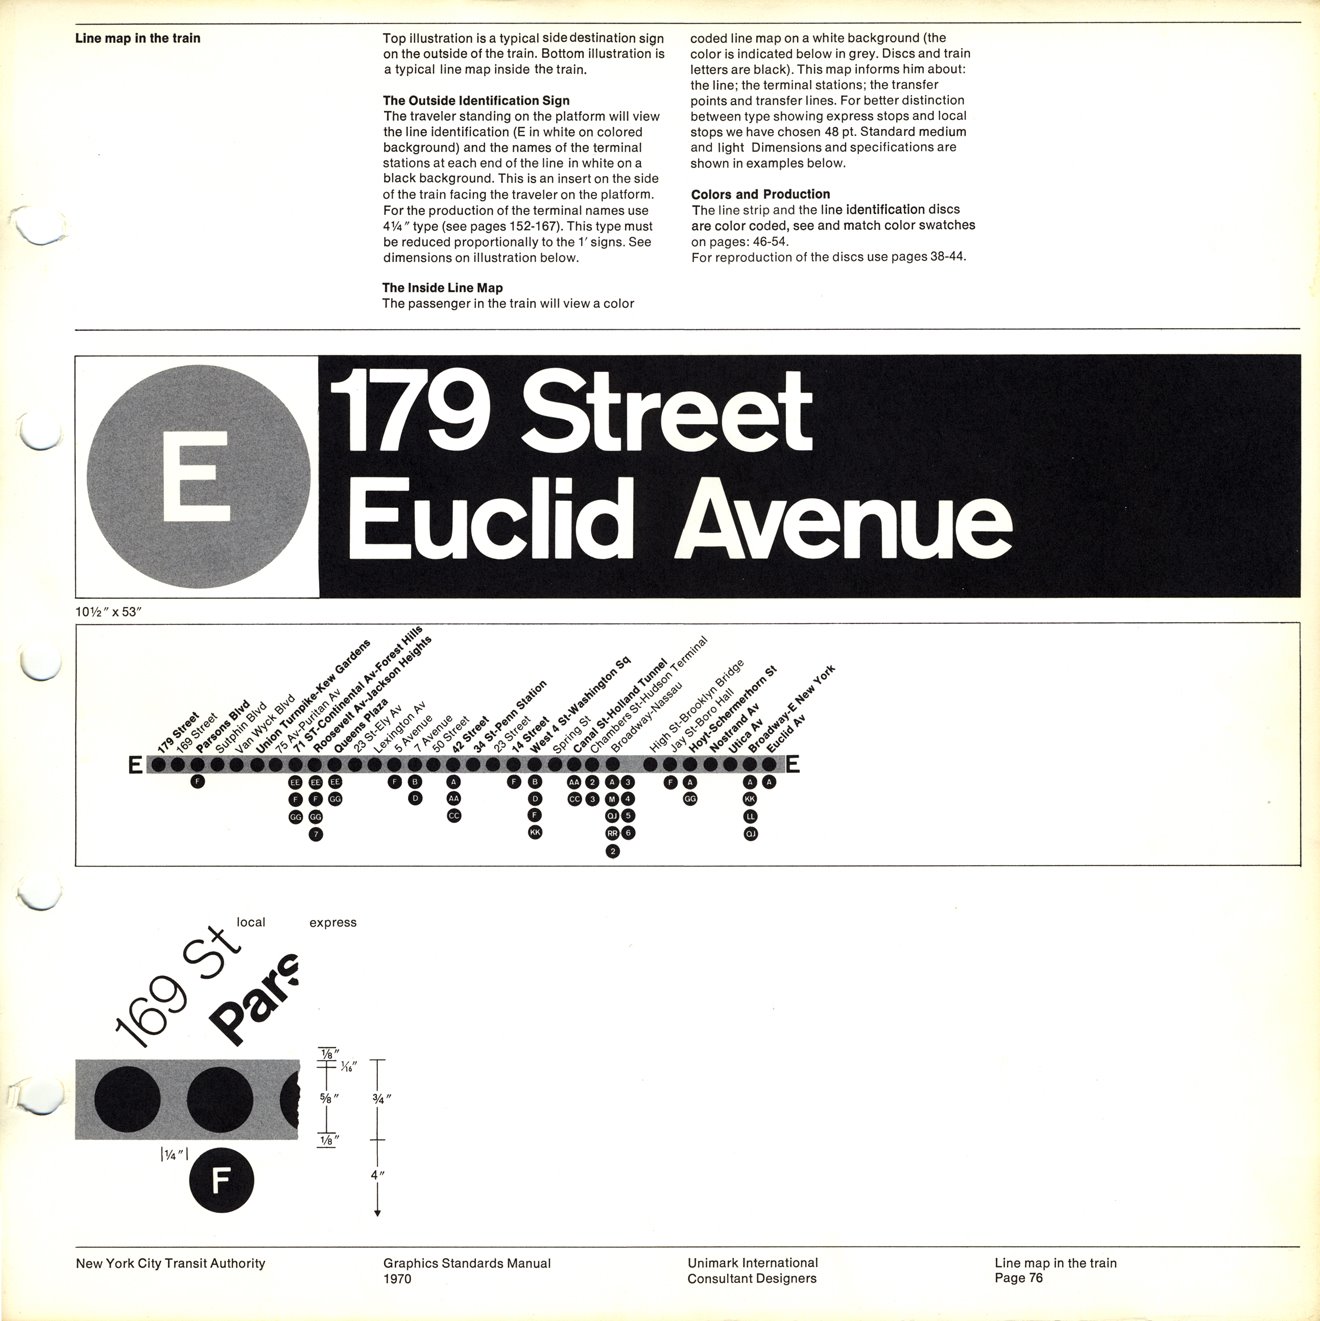 Line map in the train
Top illustration is a typical side destination sign
on the outside of the train. Bottom illustration is
a typical line map inside the train.
The Outside Identification Sign
The traveler standing on the platform will view
the line identification (E in white on colored
background) and the names of the terminal
stations at each end of the line in white on a
black background. This is an insert on the side
of the train facing the traveler on the platform.
For the production of the terminal names use
4¼" type (see pages 152-167). This type must
be reduced proportionally to the 1' signs. See
dimensions on illustration below.
The Inside Line Map
The passenger in the train will view a color
coded line map on a white background (the
color is indicated below in grey. Discs and train
letters are black). This map informs him about:
the line; the terminal stations; the transfer
points and transfer lines. For better distinction
between type showing express stops and local
stops we have chosen 48 pt. Standard medium
and light Dimensions and specifications are
shown in examples below.
Colors and Production
The line strip and the line identification discs
are color coded, see and match color swatches
on pages: 46-54.
For reproduction of the discs use pages 38-44.
E
179 Street
Euclid Avenue
10½" x 53"
E
179 Street
169 Street
Parsons Blvd
Sutphin Blvd
Van Wyck Blvd
Union Turnpike-Kew Gardens
75 Av-Puritan Av
71 ST-Continental Av-Forest Hills
Roosevelt Av-Jackson Heights
Queens Plaza
23 St-Ely Av
Lexington Av
5 Avenue
7 Avenue
50 Street
42 Street
34 St-Penn Station
23 Street
14 Street
West 4 St-Washington Sq
Spring St
Canal St-Holland Tunnel
Chambers St-Hudson Terminal
Broadway-Nassau
High St-Brooklyn Bridge
Jay St-Boro Hall
Hoyt-Schermerhorn St
Nostrand Av
Utica Av
Broadway-E New York
Euclid Av
E
F EE EE EE F B A F B AA 2 A 3 F A A A
F F GG D AA D CC 3 M 4 GG KK
GG GG CC F QJ 5 LL
7 KK RR 6 QJ
2
local
express
169 St
Pars
1/8"
1/16"
5/8"
3/4"
1/8"
1/4"
4"
F
New York City Transit Authority
Graphics Standards Manual
1970
Unimark International
Consultant Designers
Line map in the train
Page 76